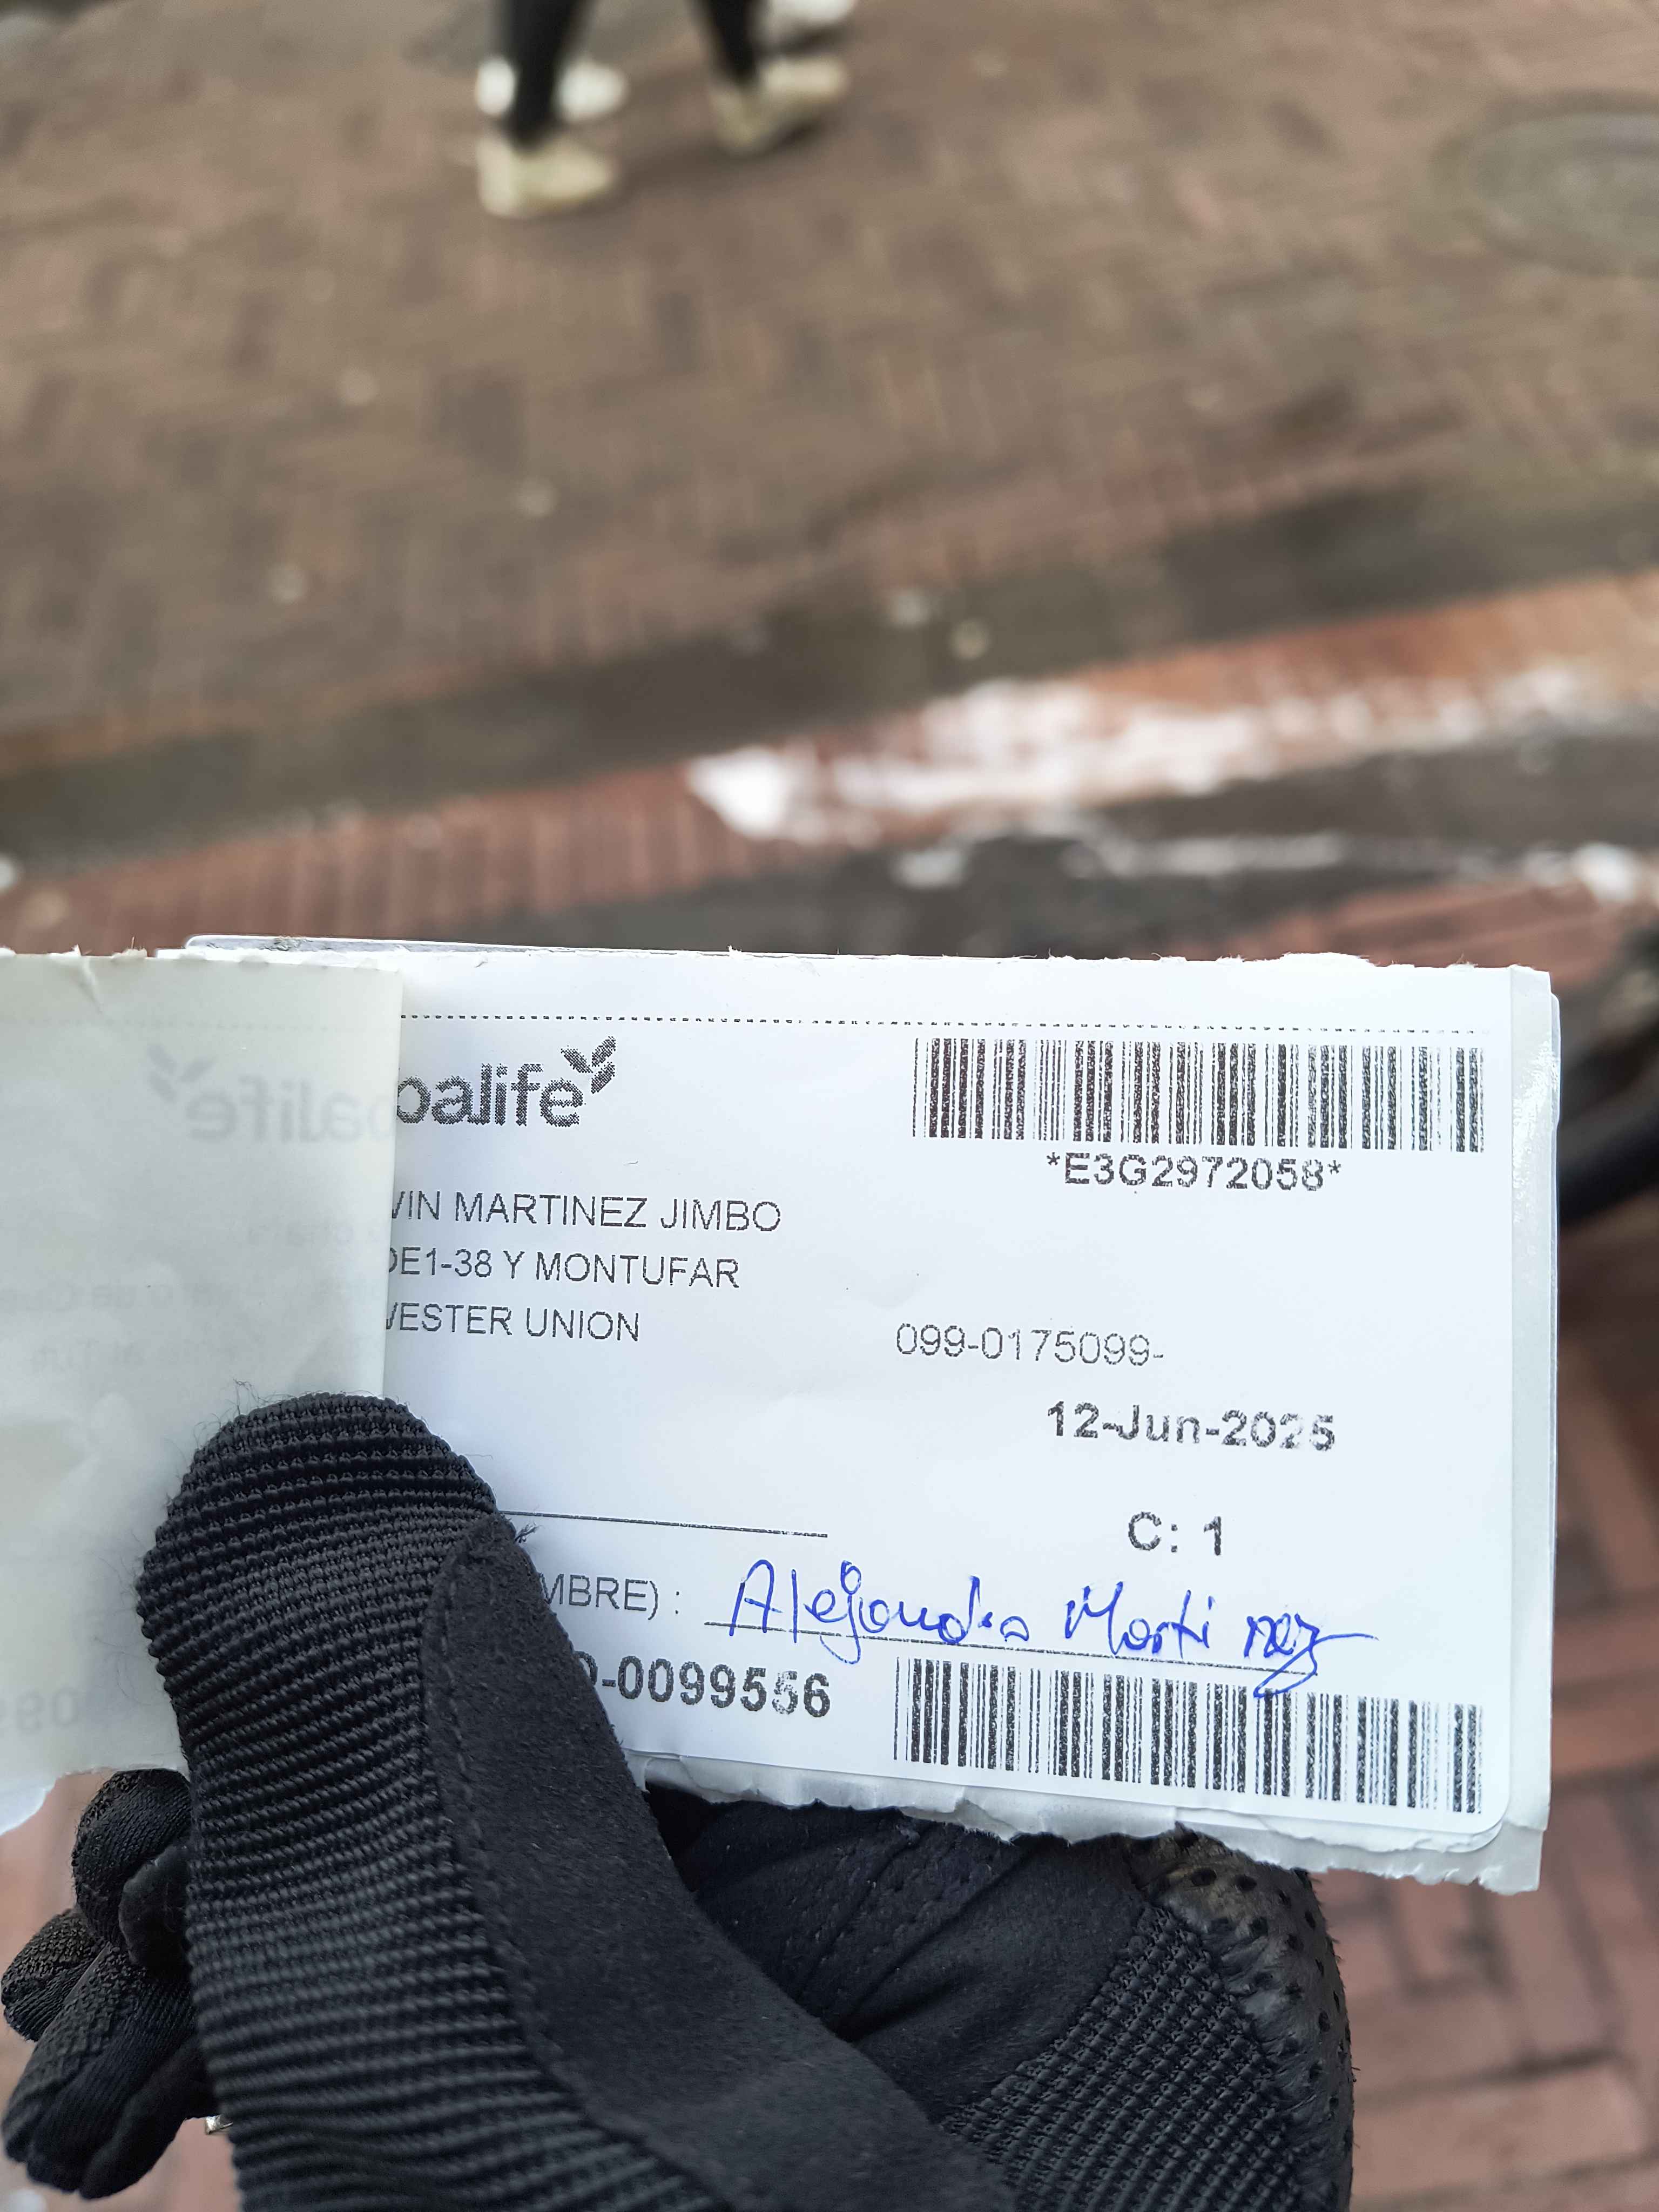 balife
*E3G2972058*
VIN MARTINEZ JIMBO
DE1-38 Y MONTUFAR
VESTER UNION
099-0175099-
12-Jun-2025
C: 1
MBRE) : Alejandra Martinez
-0099556